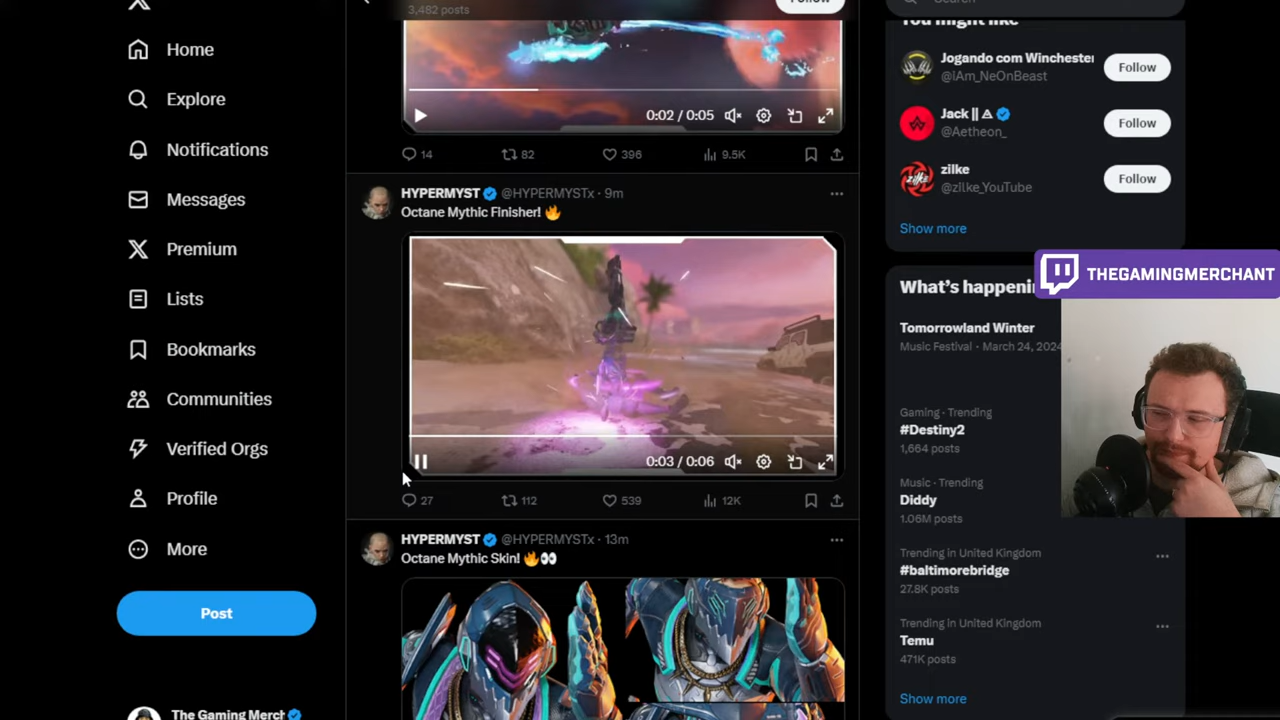 3,482 posts
Follow
Search
Home
Explore
Notifications
Messages
Premium
Lists
Bookmarks
Communities
Verified Orgs
Profile
More
Post
The Gaming Merch
0:02 / 0:05
14
82
396
9.5K
HYPERMYST @HYPERMYSTx · 9m
Octane Mythic Finisher! 🔥
0:03 / 0:06
27
112
539
12K
HYPERMYST @HYPERMYSTx · 13m
Octane Mythic Skin! 🔥👀
You might like
Jogando com Winchester
@iAm_NeOnBeast
Follow
Jack || ⟁
@Aetheon_
Follow
zilke
@zilke_YouTube
Follow
Show more
THEGAMINGMERCHANT
What's happeni
Tomorrowland Winter
Music Festival · March 24, 2024
Gaming · Trending
#Destiny2
1,664 posts
Music · Trending
Diddy
1.06M posts
Trending in United Kingdom
#baltimorebridge
27.8K posts
Trending in United Kingdom
Temu
471K posts
Show more